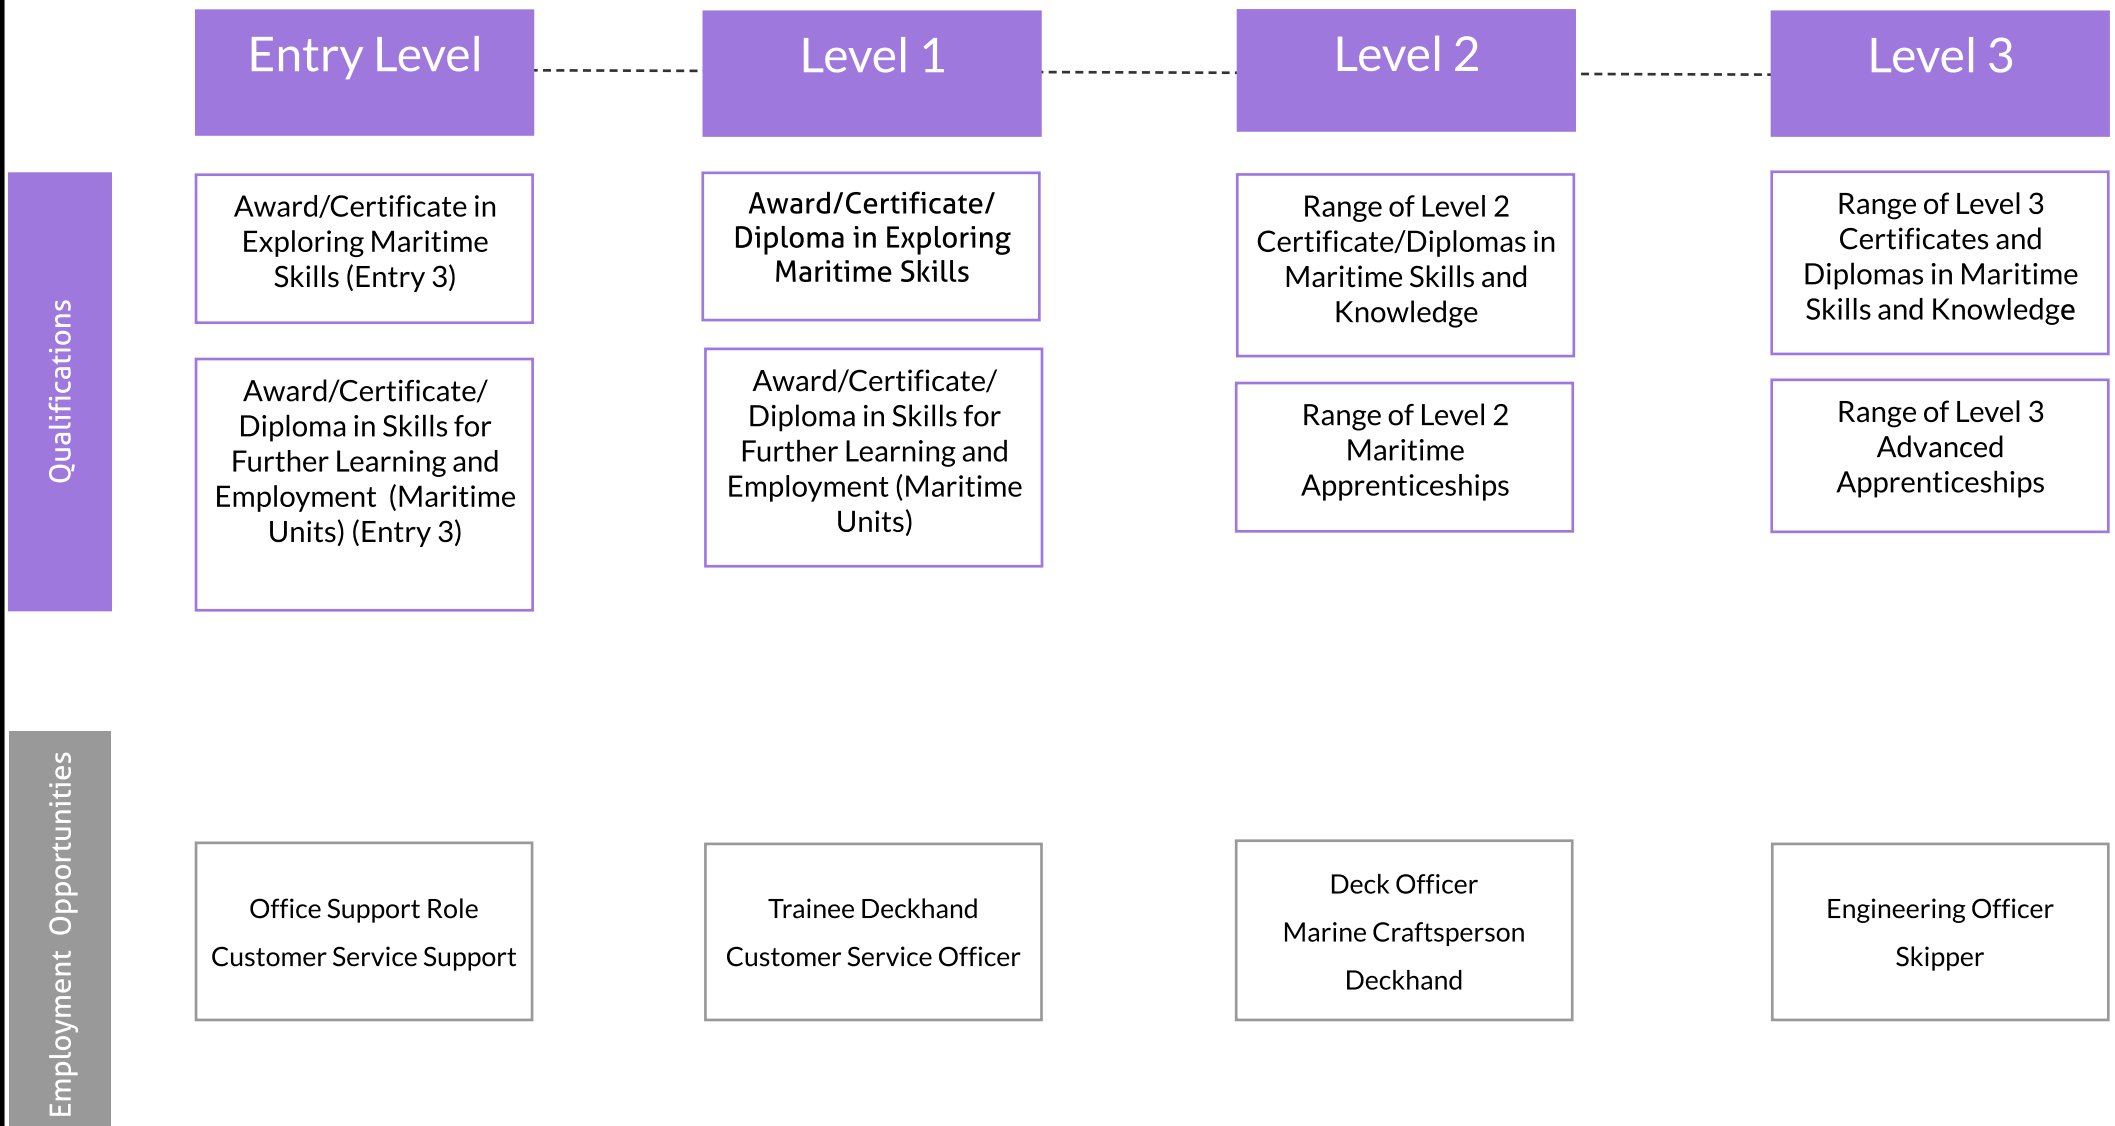 Entry Level
Level 1
Level 2
Level 3
Qualifications
Award/Certificate in
Exploring Maritime
Skills (Entry 3)
Award/Certificate/
Diploma in Exploring
Maritime Skills
Range of Level 2
Certificate/Diplomas in
Maritime Skills and
Knowledge
Range of Level 3
Certificates and
Diplomas in Maritime
Skills and Knowledge
Award/Certificate/
Diploma in Skills for
Further Learning and
Employment  (Maritime
Units) (Entry 3)
Award/Certificate/
Diploma in Skills for
Further Learning and
Employment (Maritime
Units)
Range of Level 2
Maritime
Apprenticeships
Range of Level 3
Advanced
Apprenticeships
Employment  Opportunities
Office Support Role
Customer Service Support
Trainee Deckhand
Customer Service Officer
Deck Officer
Marine Craftsperson
Deckhand
Engineering Officer
Skipper